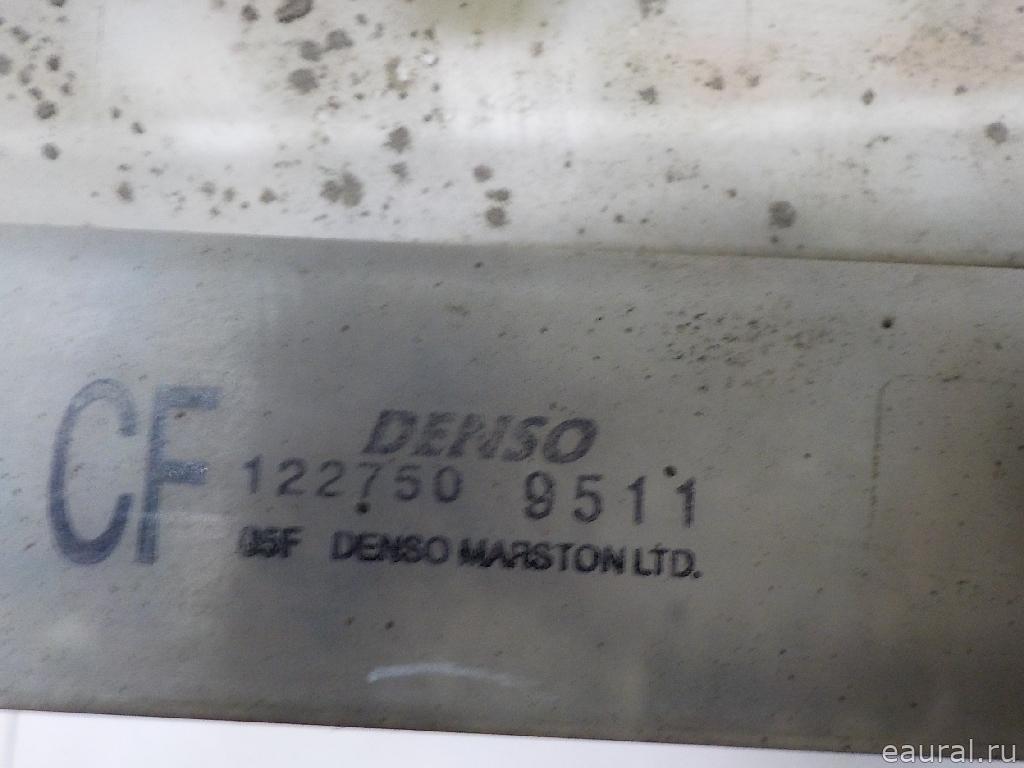 CF
DENSO
122750 9511
05F DENSO MARSTON LTD.
eaural.ru